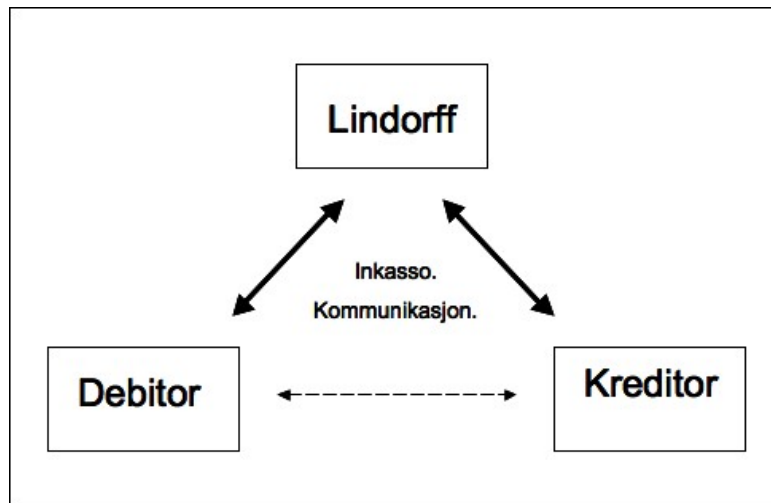 Lindorff
Inkasso.
Kommunikasjon.
Debitor
Kreditor